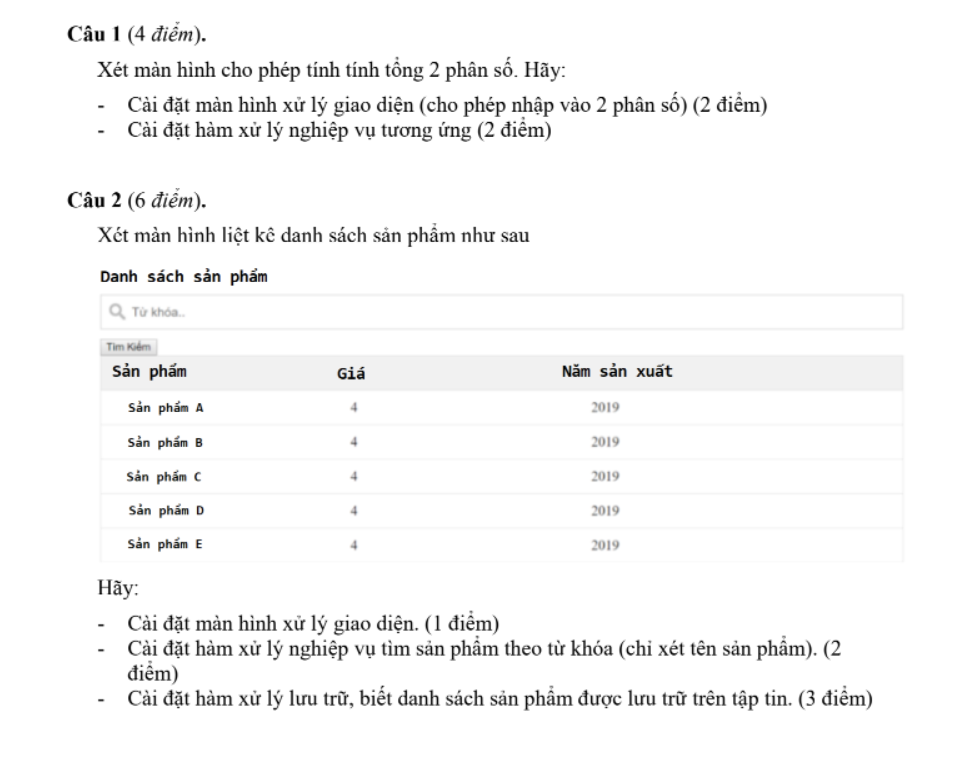 Câu 1 (4 điểm).
Xét màn hình cho phép tính tính tổng 2 phân số. Hãy:
- Cài đặt màn hình xử lý giao diện (cho phép nhập vào 2 phân số) (2 điểm)
- Cài đặt hàm xử lý nghiệp vụ tương ứng (2 điểm)
Câu 2 (6 điểm).
Xét màn hình liệt kê danh sách sản phẩm như sau
Danh sách sản phẩm
Từ khóa..
Tìm Kiếm
Sản phẩm Giá Năm sản xuất
Sản phẩm A 4 2019
Sản phẩm B 4 2019
Sản phẩm C 4 2019
Sản phẩm D 4 2019
Sản phẩm E 4 2019
Hãy:
- Cài đặt màn hình xử lý giao diện. (1 điểm)
- Cài đặt hàm xử lý nghiệp vụ tìm sản phẩm theo từ khóa (chỉ xét tên sản phẩm). (2
điểm)
- Cài đặt hàm xử lý lưu trữ, biết danh sách sản phẩm được lưu trữ trên tập tin. (3 điểm)